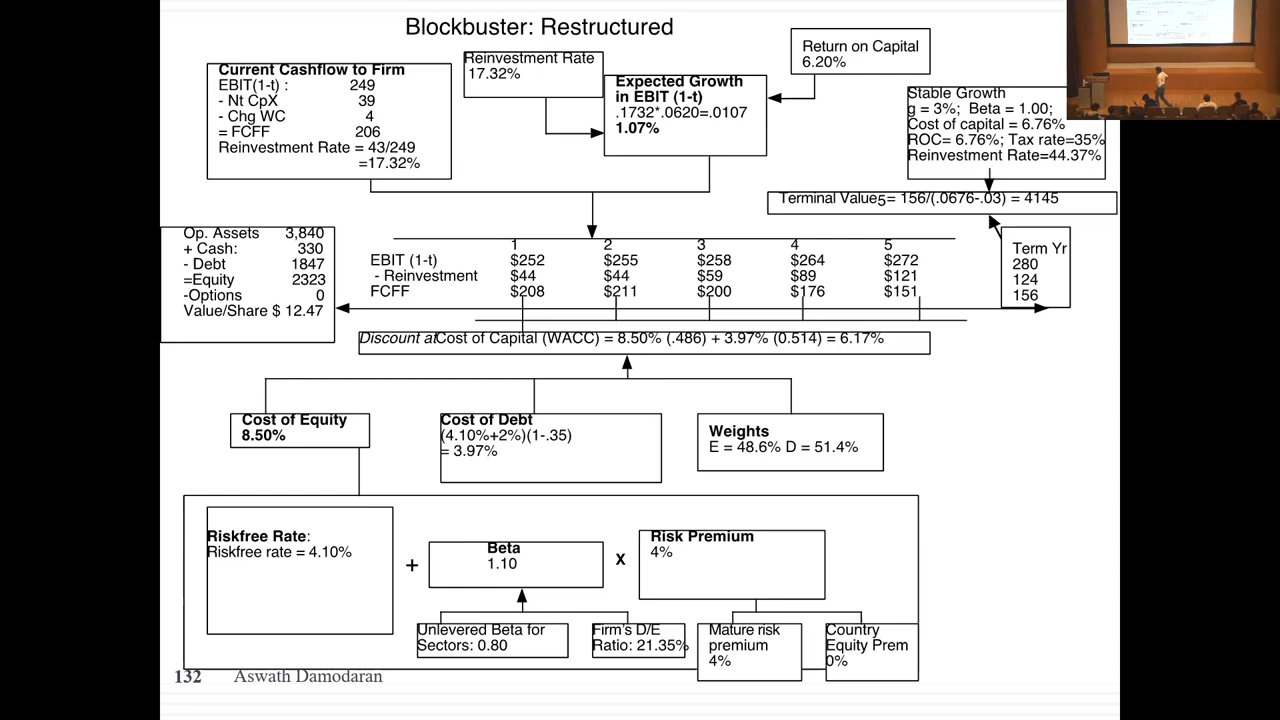 Blockbuster: Restructured
Current Cashflow to Firm
EBIT(1-t) : 249
- Nt CpX 39
- Chg WC 4
= FCFF 206
Reinvestment Rate = 43/249
=17.32%
Reinvestment Rate
17.32%
Expected Growth
in EBIT (1-t)
.1732*.0620=.0107
1.07%
Return on Capital
6.20%
Stable Growth
g = 3%; Beta = 1.00;
Cost of capital = 6.76%
ROC= 6.76%; Tax rate=35%
Reinvestment Rate=44.37%
Terminal Value5= 156/(.0676-.03) = 4145
Op. Assets 3,840
+ Cash: 330
- Debt 1847
=Equity 2323
-Options 0
Value/Share $ 12.47
1 2 3 4 5
EBIT (1-t) $252 $255 $258 $264 $272
- Reinvestment $44 $44 $59 $89 $121
FCFF $208 $211 $200 $176 $151
Term Yr
280
124
156
Discount at Cost of Capital (WACC) = 8.50% (.486) + 3.97% (0.514) = 6.17%
Cost of Equity
8.50%
Cost of Debt
(4.10%+2%)(1-.35)
= 3.97%
Weights
E = 48.6% D = 51.4%
Riskfree Rate:
Riskfree rate = 4.10%
+
Beta
1.10
X
Risk Premium
4%
Unlevered Beta for
Sectors: 0.80
Firm's D/E
Ratio: 21.35%
Mature risk
premium
4%
Country
Equity Prem
0%
132 Aswath Damodaran